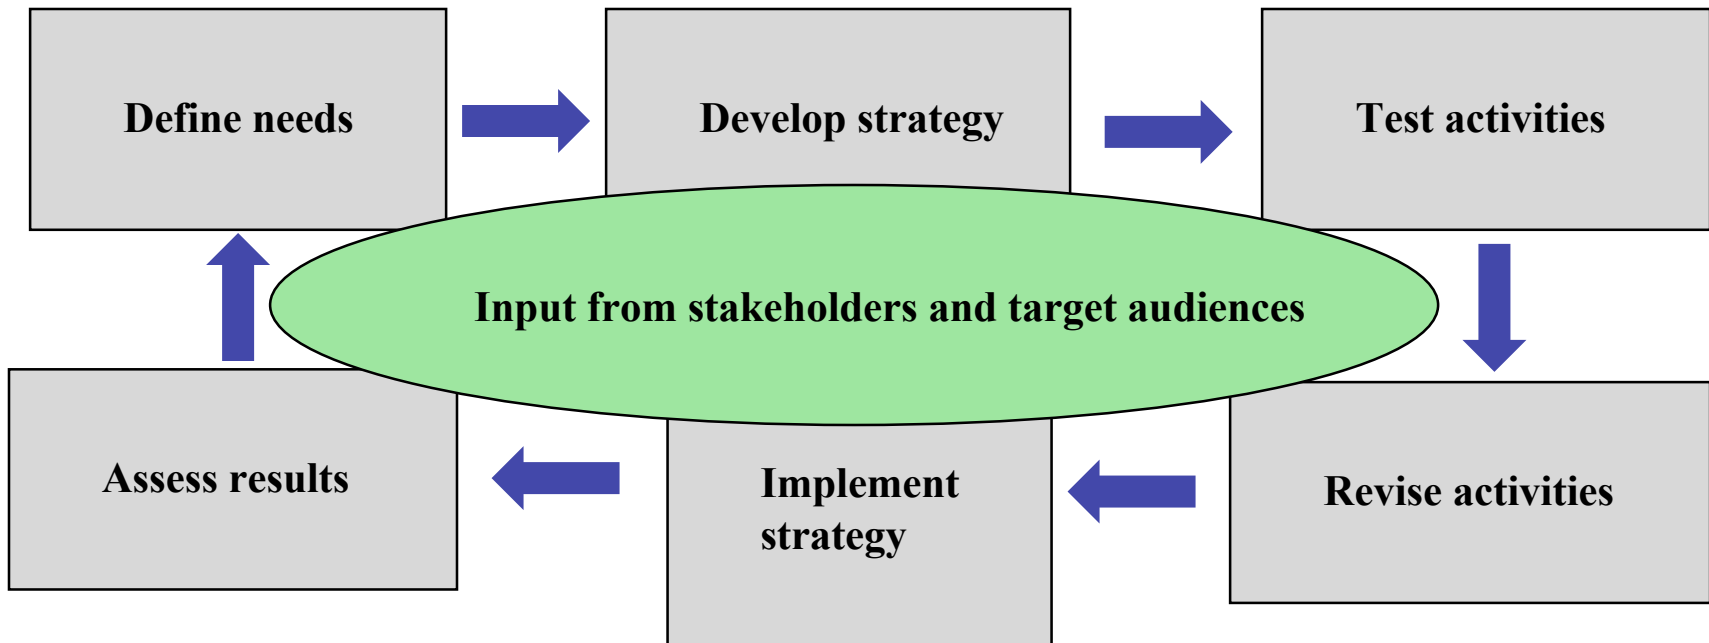 Define needs
Develop strategy
Test activities
Input from stakeholders and target audiences
Assess results
Implement
strategy
Revise activities